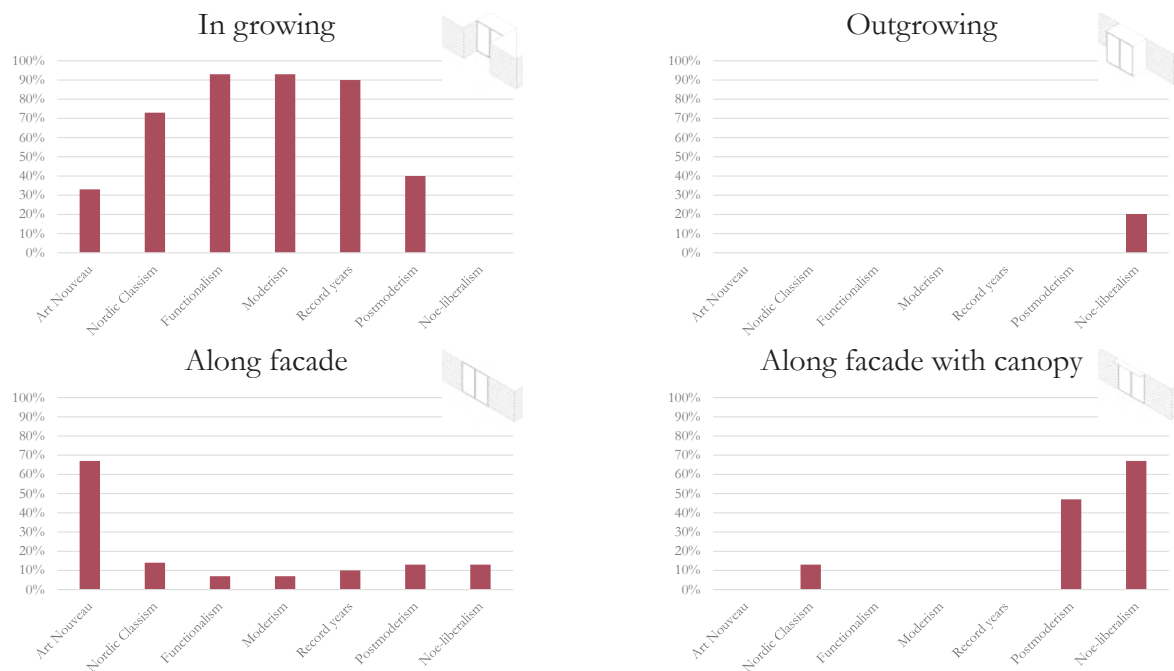 In growing
100%
90%
80%
70%
60%
50%
40%
30%
20%
10%
0%
Art Nouveau
Nordic Classism
Functionalism
Moderism
Record years
Postmoderism
Noe-liberalism
Outgrowing
100%
90%
80%
70%
60%
50%
40%
30%
20%
10%
0%
Art Nouveau
Nordic Classism
Functionalism
Moderism
Record years
Postmoderism
Noe-liberalism
Along facade
100%
90%
80%
70%
60%
50%
40%
30%
20%
10%
0%
Art Nouveau
Nordic Classism
Functionalism
Moderism
Record years
Postmoderism
Noe-liberalism
Along facade with canopy
100%
90%
80%
70%
60%
50%
40%
30%
20%
10%
0%
Art Nouveau
Nordic Classism
Functionalism
Moderism
Record years
Postmoderism
Noe-liberalism